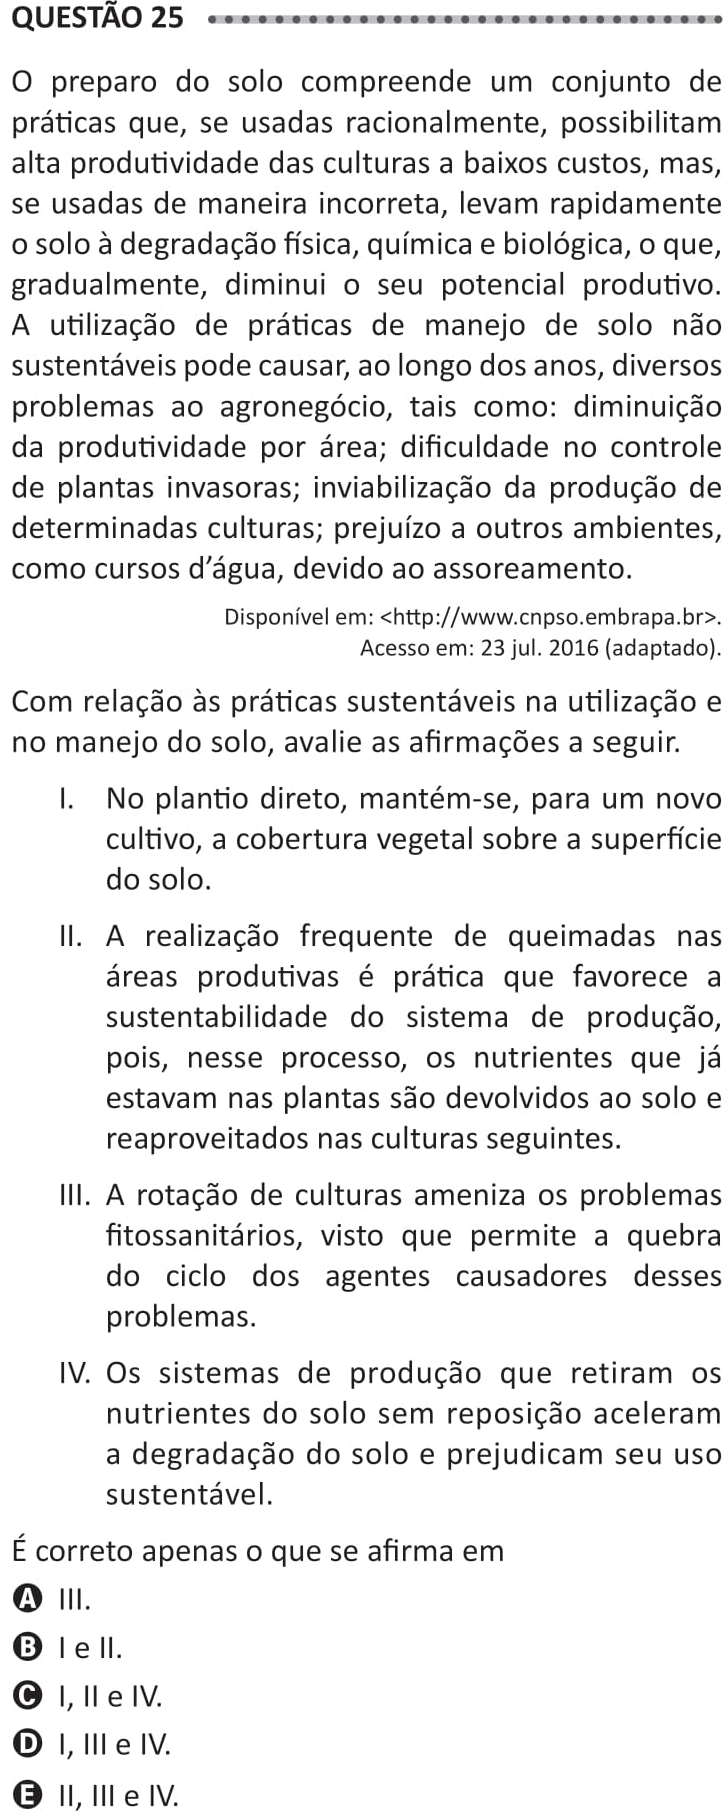 QUESTÃO 25
O preparo do solo compreende um conjunto de
práticas que, se usadas racionalmente, possibilitam
alta produtividade das culturas a baixos custos, mas,
se usadas de maneira incorreta, levam rapidamente
o solo à degradação física, química e biológica, o que,
gradualmente, diminui o seu potencial produtivo.
A utilização de práticas de manejo de solo não
sustentáveis pode causar, ao longo dos anos, diversos
problemas ao agronegócio, tais como: diminuição
da produtividade por área; dificuldade no controle
de plantas invasoras; inviabilização da produção de
determinadas culturas; prejuízo a outros ambientes,
como cursos d’água, devido ao assoreamento.
Disponível em: <http://www.cnpso.embrapa.br>.
Acesso em: 23 jul. 2016 (adaptado).
Com relação às práticas sustentáveis na utilização e
no manejo do solo, avalie as afirmações a seguir.
I. No plantio direto, mantém-se, para um novo
cultivo, a cobertura vegetal sobre a superfície
do solo.
II. A realização frequente de queimadas nas
áreas produtivas é prática que favorece a
sustentabilidade do sistema de produção,
pois, nesse processo, os nutrientes que já
estavam nas plantas são devolvidos ao solo e
reaproveitados nas culturas seguintes.
III. A rotação de culturas ameniza os problemas
fitossanitários, visto que permite a quebra
do ciclo dos agentes causadores desses
problemas.
IV. Os sistemas de produção que retiram os
nutrientes do solo sem reposição aceleram
a degradação do solo e prejudicam seu uso
sustentável.
É correto apenas o que se afirma em
A III.
B I e II.
C I, II e IV.
D I, III e IV.
E II, III e IV.